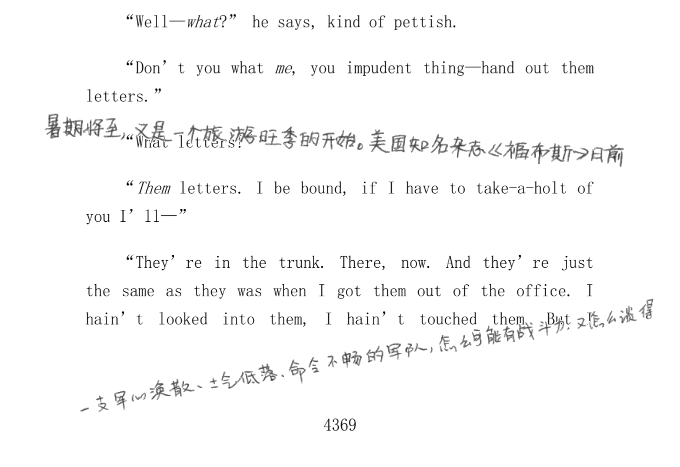 “Well—what?” he says, kind of pettish.
“Don’t you what me, you impudent thing—hand out them
letters.”
暑期将至，又是一个旅游旺季的开始。美国知名杂志《福布斯》日前
“What letters?”
“Them letters. I be bound, if I have to take-a-holt of
you I’ll—”
“They’re in the trunk. There, now. And they’re just
the same as they was when I got them out of the office. I
hain’t looked into them, I hain’t touched them. But
一支军心涣散、士气低落、命令不畅的军队，怎么可能有战斗力？又怎么谈得
4369